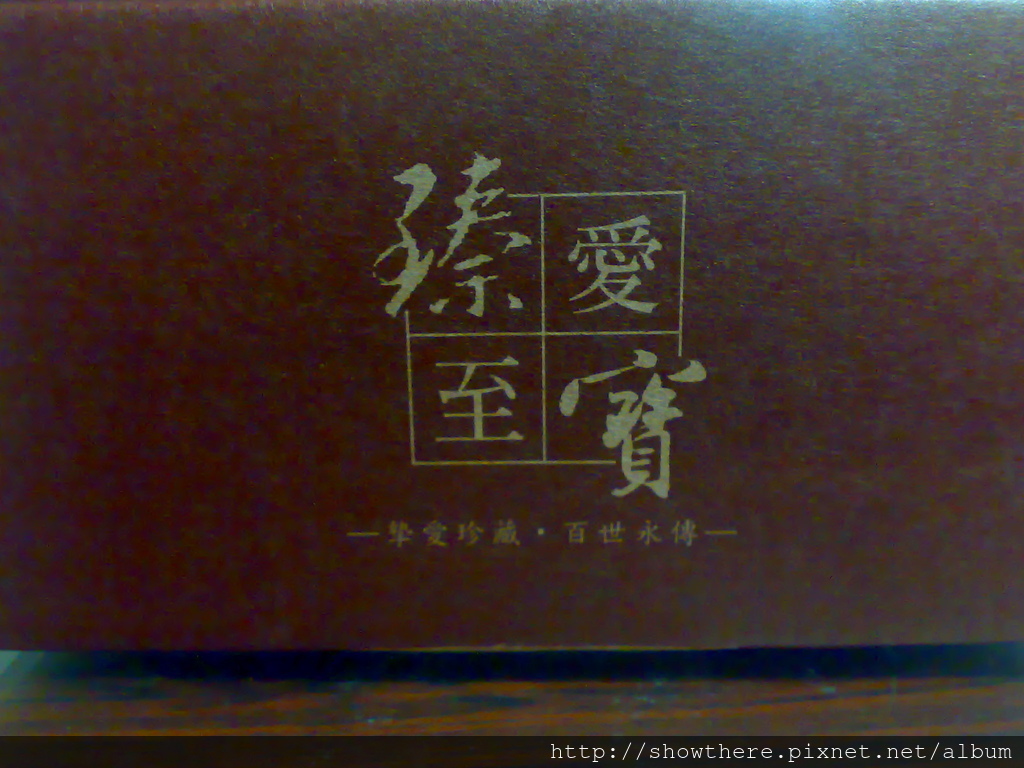 臻愛
至寶
—摯愛珍藏·百世永傳—
http://showthere.pixnet.net/album